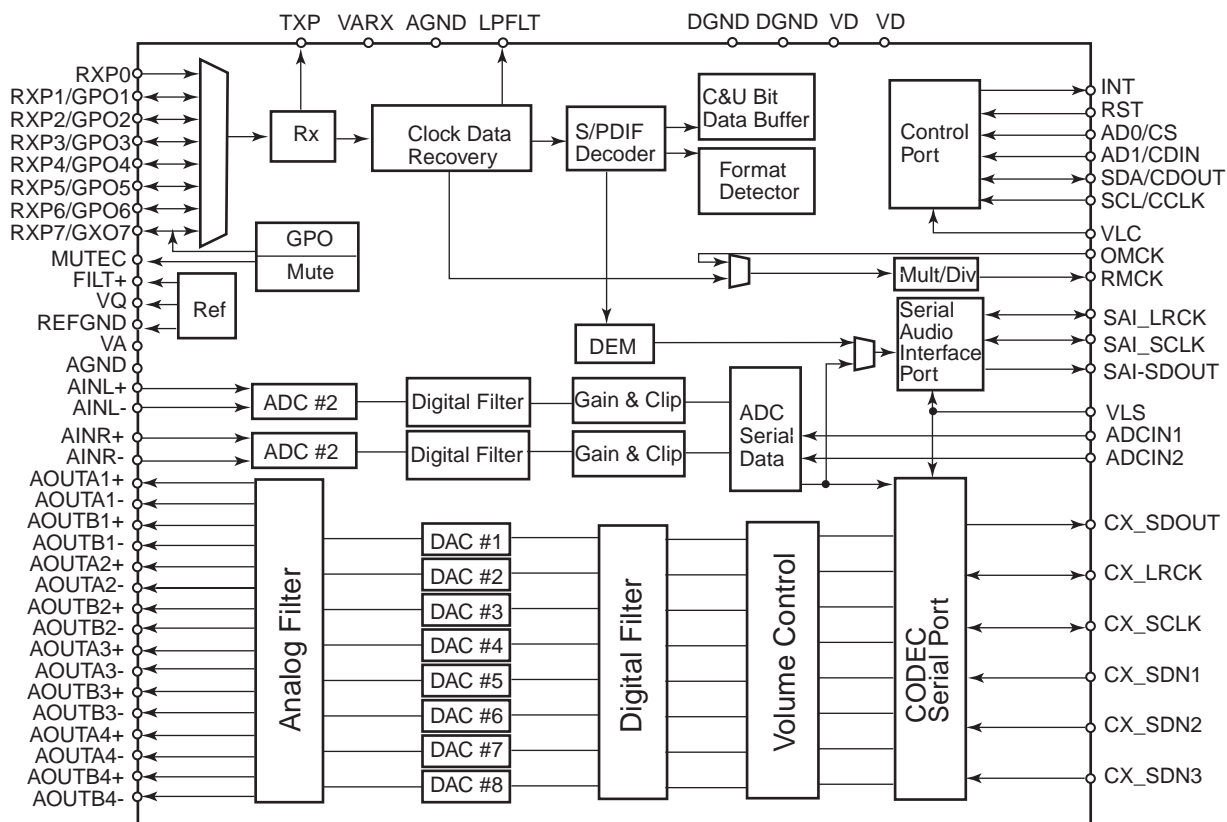 TXP VARX AGND LPFLT DGND DGND VD VD
RXP0
RXP1/GPO1
RXP2/GPO2
RXP3/GPO3
RXP4/GPO4
RXP5/GPO5
RXP6/GPO6
RXP7/GXO7
MUTEC
FILT+
VQ
REFGND
VA
AGND
AINL+
AINL-
AINR+
AINR-
AOUTA1+
AOUTA1-
AOUTB1+
AOUTB1-
AOUTA2+
AOUTA2-
AOUTB2+
AOUTB2-
AOUTA3+
AOUTA3-
AOUTB3+
AOUTB3-
AOUTA4+
AOUTA4-
AOUTB4+
AOUTB4-
Rx
Clock Data
Recovery
S/PDIF
Decoder
C&U Bit
Data Buffer
Format
Detector
Control
Port
GPO
Mute
Ref
Mult/Div
DEM
Serial
Audio
Interface
Port
ADC #2
Digital Filter
Gain & Clip
ADC #2
Digital Filter
Gain & Clip
ADC
Serial
Data
Analog Filter
DAC #1
DAC #2
DAC #3
DAC #4
DAC #5
DAC #6
DAC #7
DAC #8
Digital Filter
Volume Control
CODEC
Serial Port
INT
RST
AD0/CS
AD1/CDIN
SDA/CDOUT
SCL/CCLK
VLC
OMCK
RMCK
SAI_LRCK
SAI_SCLK
SAI-SDOUT
VLS
ADCIN1
ADCIN2
CX_SDOUT
CX_LRCK
CX_SCLK
CX_SDN1
CX_SDN2
CX_SDN3